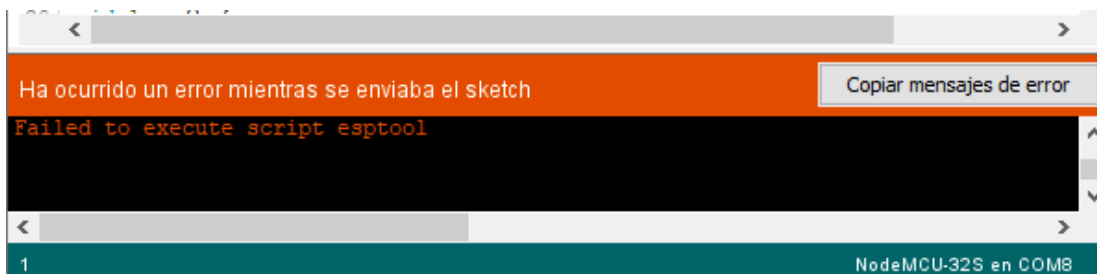 Ha ocurrido un error mientras se enviaba el sketch
Copiar mensajes de error
Failed to execute script esptool
1
NodeMCU-32S en COM8